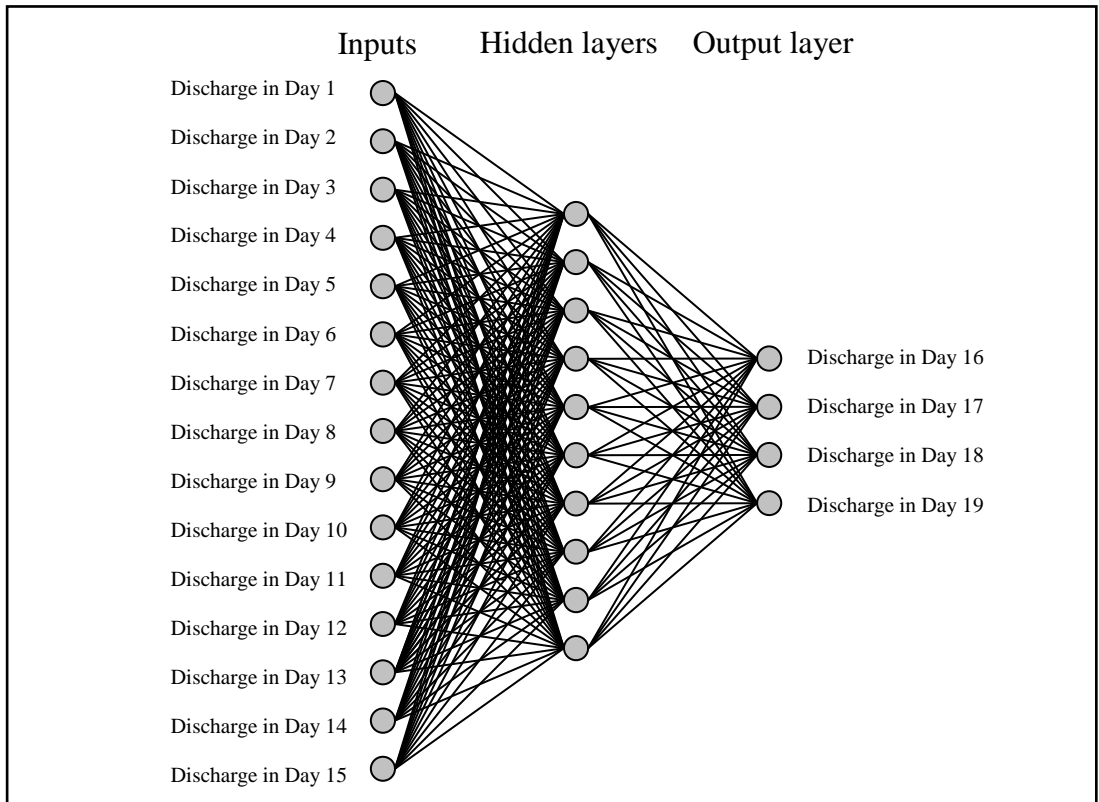 Inputs Hidden layers Output layer
Discharge in Day 1
Discharge in Day 2
Discharge in Day 3
Discharge in Day 4
Discharge in Day 5
Discharge in Day 6
Discharge in Day 7
Discharge in Day 8
Discharge in Day 9
Discharge in Day 10
Discharge in Day 11
Discharge in Day 12
Discharge in Day 13
Discharge in Day 14
Discharge in Day 15
Discharge in Day 16
Discharge in Day 17
Discharge in Day 18
Discharge in Day 19